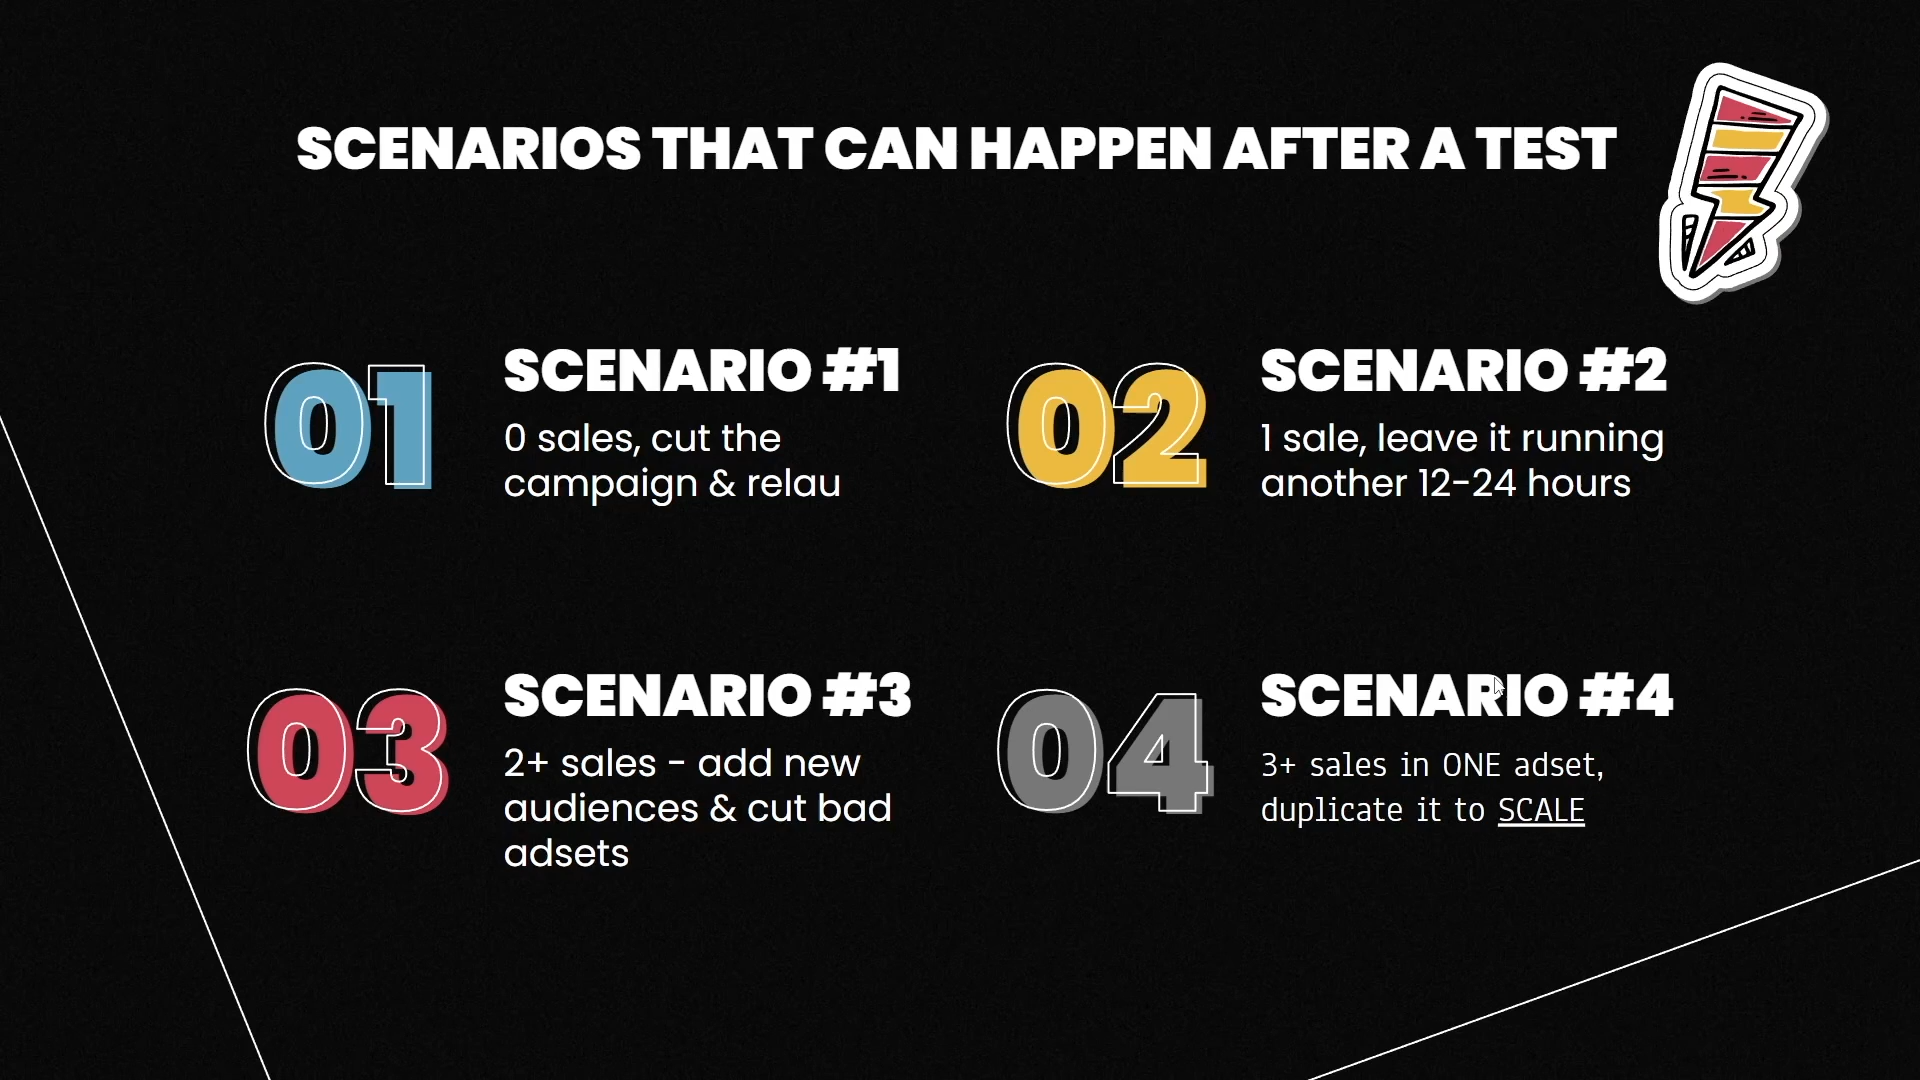 SCENARIOS THAT CAN HAPPEN AFTER A TEST
01
SCENARIO #1
0 sales, cut the
campaign & relau
02
SCENARIO #2
1 sale, leave it running
another 12-24 hours
03
SCENARIO #3
2+ sales - add new
audiences & cut bad
adsets
04
SCENARIO #4
3+ sales in ONE adset,
duplicate it to SCALE